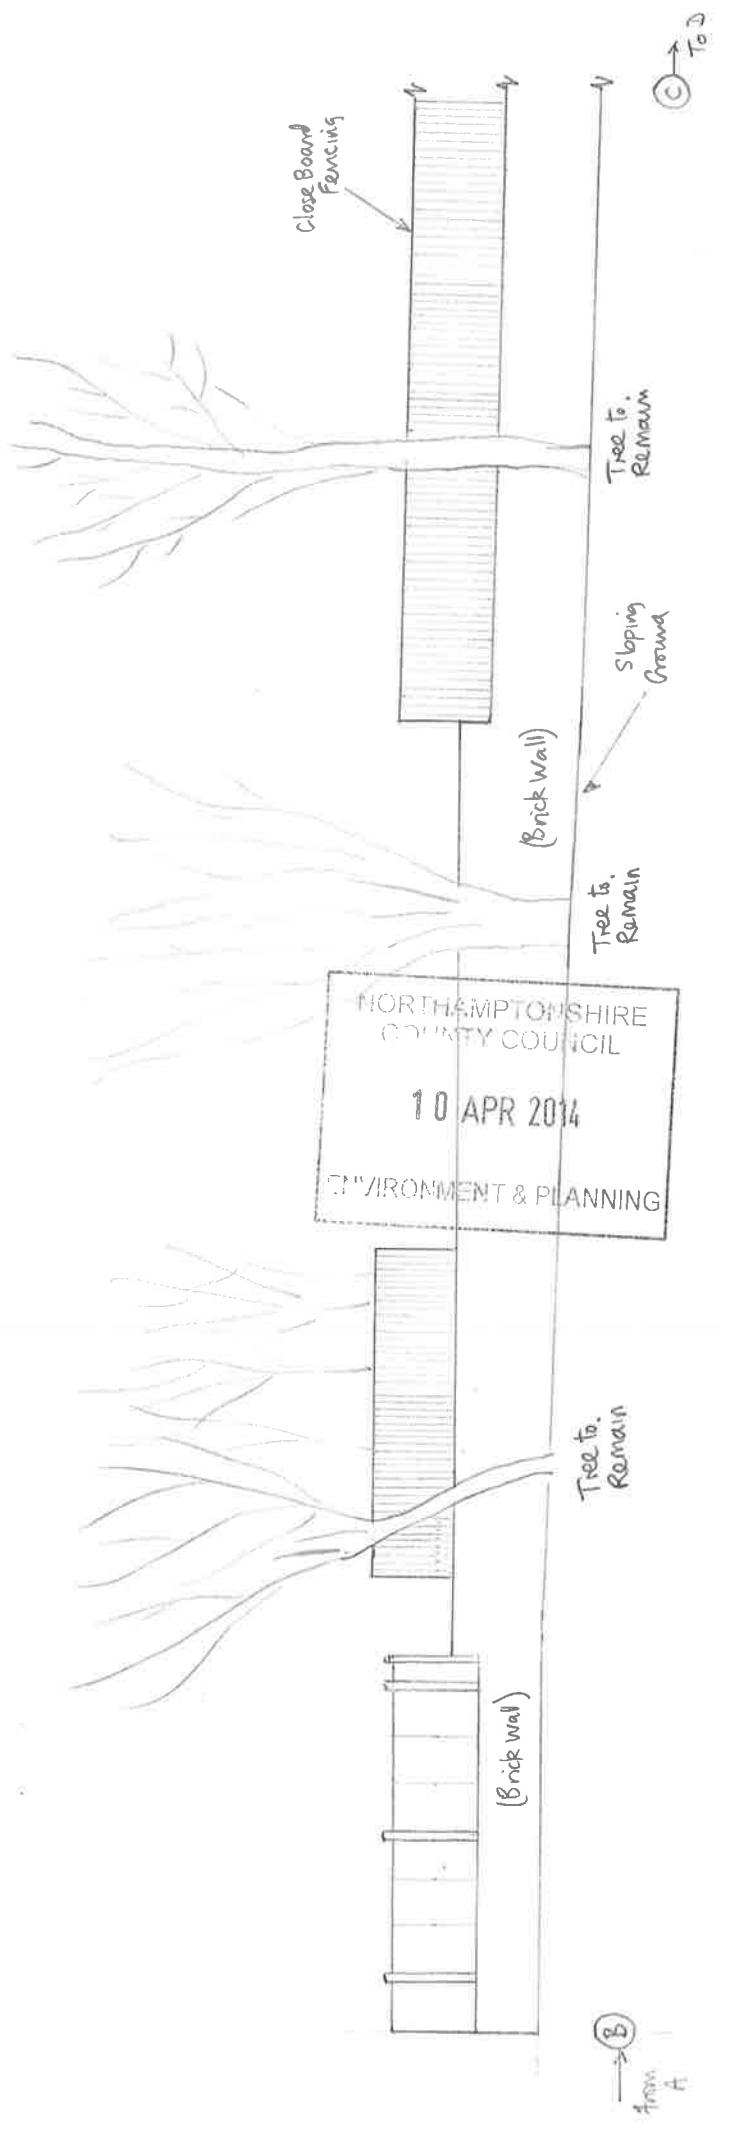 from
A
B
(Brick Wall)
Tree to.
Remain
NORTHAMPTONSHIRE
COUNTY COUNCIL
10 APR 2014
ENVIRONMENT & PLANNING
Tree to.
Remain
(Brick Wall)
Sloping
Ground
Tree to.
Remain
Close Board
Fencing
C
To D